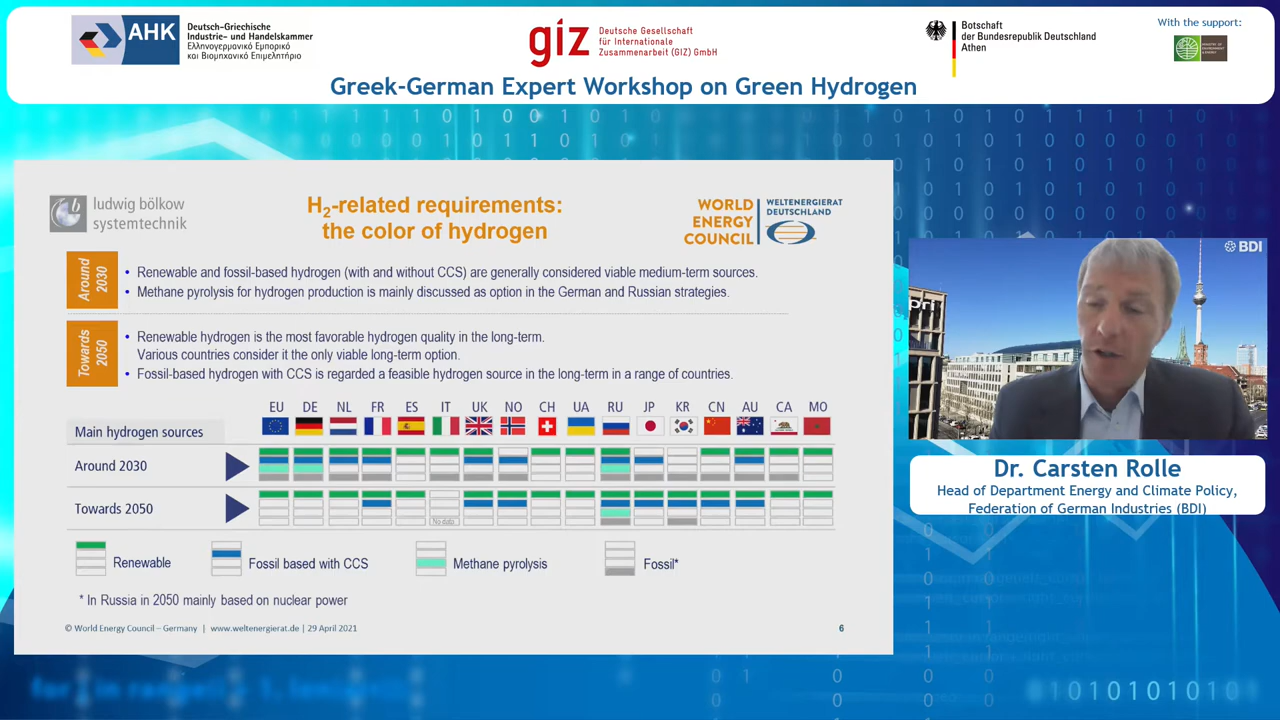 AHK
Deutsch-Griechische
Industrie- und Handelskammer
Ελληνογερμανικό Εμπορικό
και Βιομηχανικό Επιμελητήριο
giz
Deutsche Gesellschaft
für Internationale
Zusammenarbeit (GIZ) GmbH
Botschaft
der Bundesrepublik Deutschland
Athen
With the support:
Greek-German Expert Workshop on Green Hydrogen
ludwig bölkow
systemtechnik
H2-related requirements:
the color of hydrogen
WORLD
ENERGY
COUNCIL
WELTENERGIERAT
DEUTSCHLAND
Around
2030
• Renewable and fossil-based hydrogen (with and without CCS) are generally considered viable medium-term sources.
• Methane pyrolysis for hydrogen production is mainly discussed as option in the German and Russian strategies.
Towards
2050
• Renewable hydrogen is the most favorable hydrogen quality in the long-term.
Various countries consider it the only viable long-term option.
• Fossil-based hydrogen with CCS is regarded a feasible hydrogen source in the long-term in a range of countries.
EU DE NL FR ES IT UK NO CH UA RU JP KR CN AU CA MO
Main hydrogen sources
Around 2030
Towards 2050
No data
Renewable
Fossil based with CCS
Methane pyrolysis
Fossil*
* In Russia in 2050 mainly based on nuclear power
© World Energy Council – Germany | www.weltenergierat.de | 29 April 2021
6
BDI
Dr. Carsten Rolle
Head of Department Energy and Climate Policy,
Federation of German Industries (BDI)
010101010101